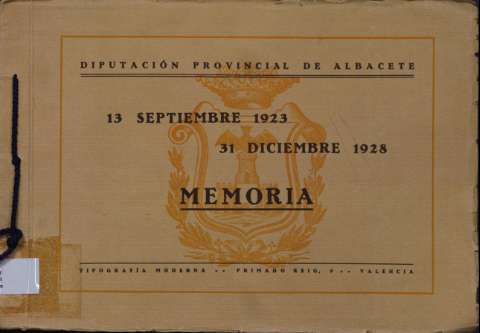 DIPUTACIÓN PROVINCIAL DE ALBACETE
13 SEPTIEMBRE 1923
31 DICIEMBRE 1928
MEMORIA
TIPOGRAFÍA MODERNA -- PRIMADO REIG, 9 -- VALENCIA